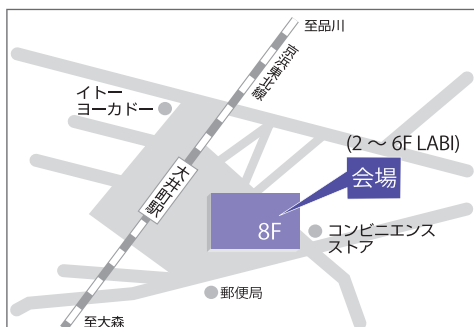 至品川
京浜東北線
イトー
ヨーカドー
(2 ～ 6F LABI)
会場
大井町駅
8F
コンビニエンス
ストア
郵便局
至大森